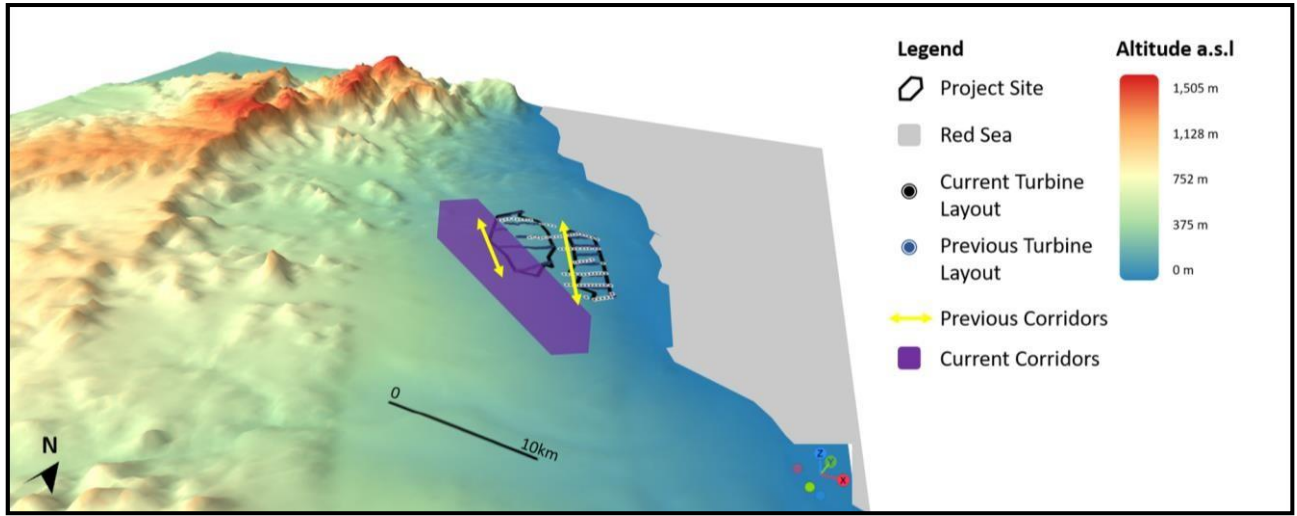 Legend
Project Site
Red Sea
Current Turbine
Layout
Previous Turbine
Layout
Previous Corridors
Current Corridors
Altitude a.s.l
1,505 m
1,128 m
752 m
375 m
0 m
0
10km
N
Z
Y
X